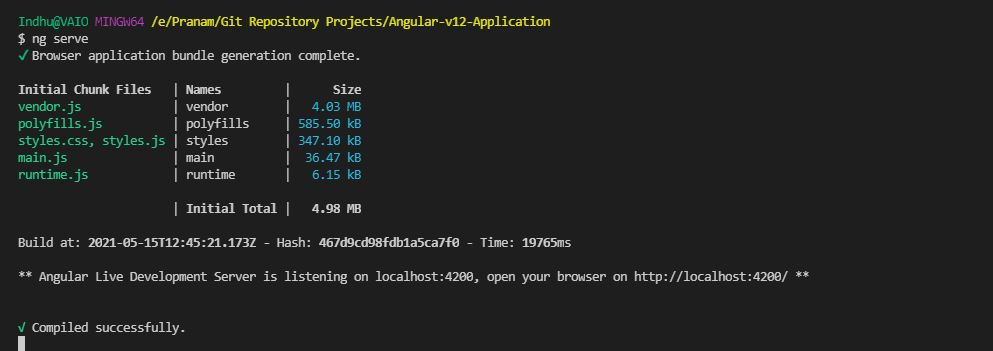 Indhu@VAIO MINGW64 /e/Pranam/Git Repository Projects/Angular-v12-Application
$ ng serve
✓ Browser application bundle generation complete.
Initial Chunk Files | Names | Size
vendor.js | vendor | 4.03 MB
polyfills.js | polyfills | 585.50 kB
styles.css, styles.js | styles | 347.10 kB
main.js | main | 36.47 kB
runtime.js | runtime | 6.15 kB
| Initial Total | 4.98 MB
Build at: 2021-05-15T12:45:21.173Z - Hash: 467d9cd98fdb1a5ca7f0 - Time: 19765ms
** Angular Live Development Server is listening on localhost:4200, open your browser on http://localhost:4200/ **
√ Compiled successfully.